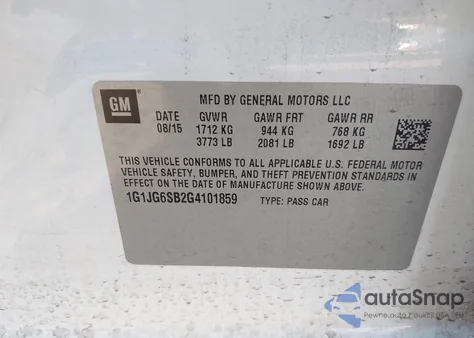 GM
MFD BY GENERAL MOTORS LLC
DATE GVWR GAWR FRT GAWR RR
08/15 1712 KG 944 KG 768 KG
3773 LB 2081 LB 1692 LB
THIS VEHICLE CONFORMS TO ALL APPLICABLE U.S. FEDERAL MOTOR
VEHICLE SAFETY, BUMPER, AND THEFT PREVENTION STANDARDS IN
EFFECT ON THE DATE OF MANUFACTURE SHOWN ABOVE.
1G1JG6SB2G4101859 TYPE: PASS CAR
autoSnap